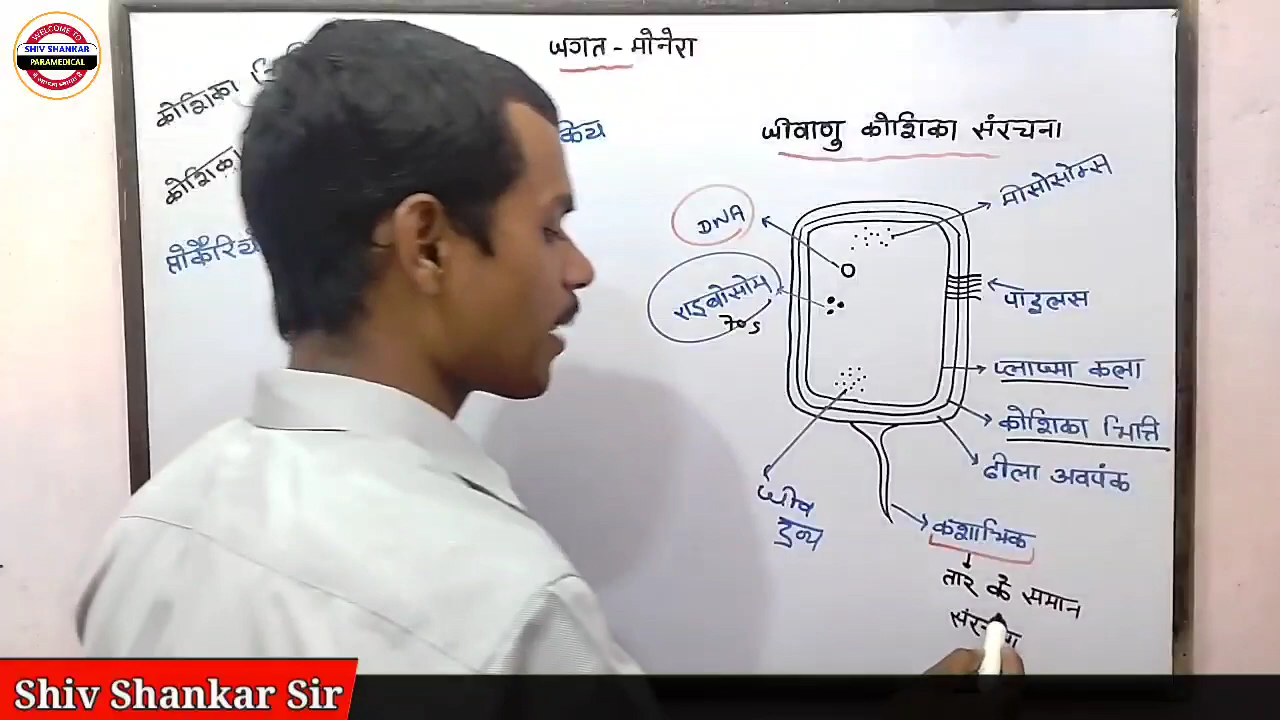 WELCOME TO
SHIV SHANKAR
PARAMEDICAL
जगत - मोनेरा
कोशिका
कोशिका
किय
जीवाणु कोशिका संरचना
मोसोसोम्स
DNA
राइबोसोम
70s
पाइलस
प्लाज्मा कला
कोशिका भित्ति
ढीला अवपंक
जीव
द्रव्य
कशाभिक
तार के समान
Shiv Shankar Sir